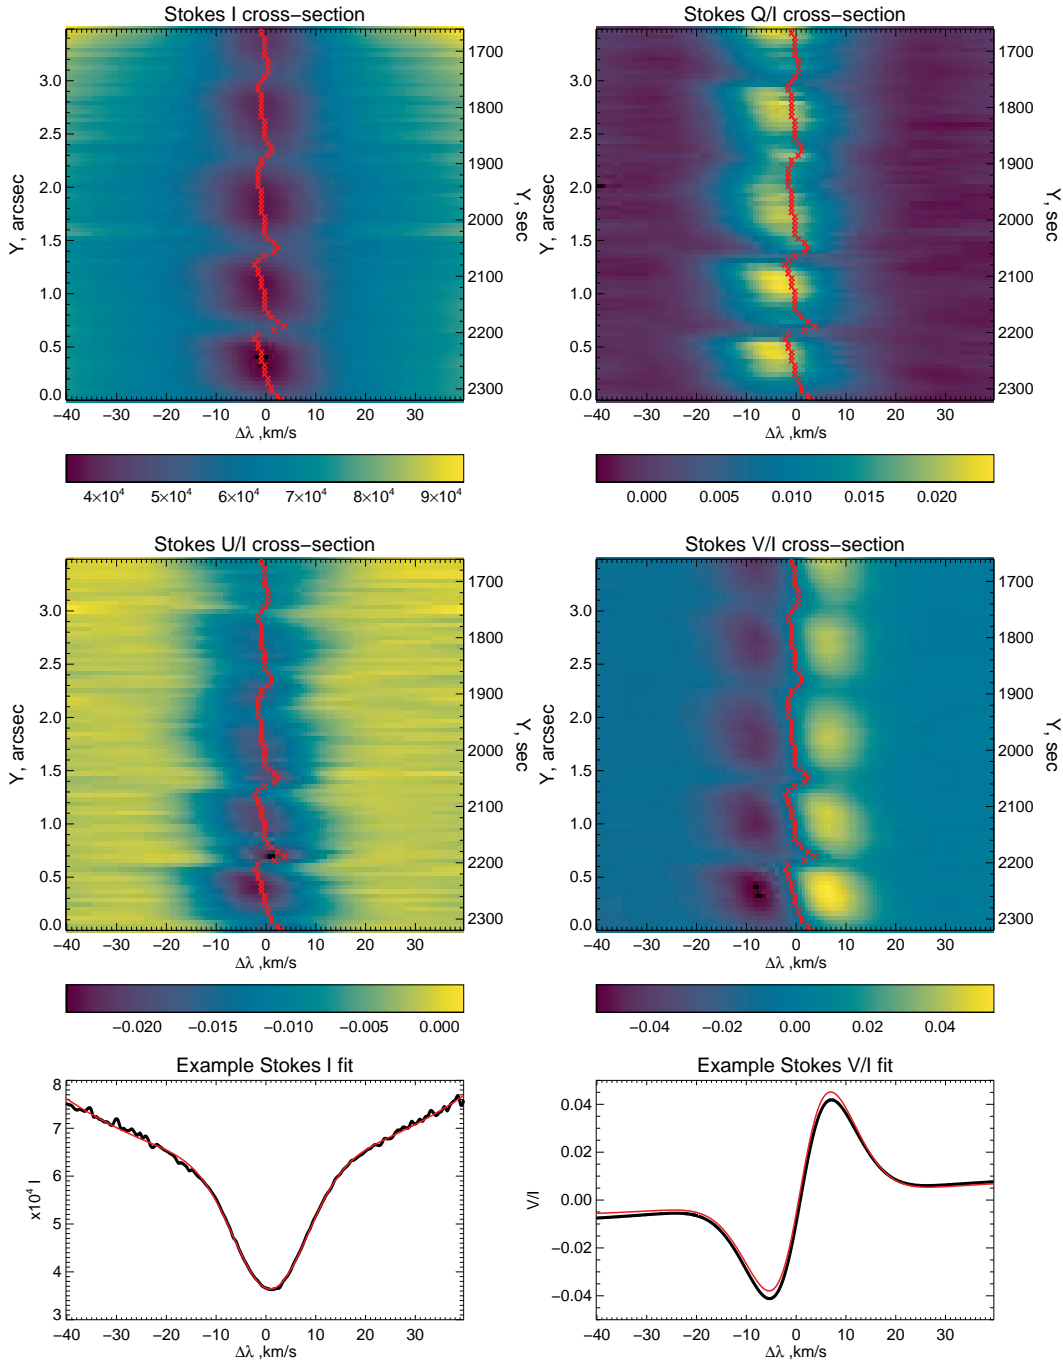 Stokes I cross−section
Stokes Q/I cross−section
3.0
2.5
2.0
1.5
1.0
0.5
0.0
Y, arcsec
1700
1800
1900
2000
2100
2200
2300
Y, sec
3.0
2.5
2.0
1.5
1.0
0.5
0.0
Y, arcsec
1700
1800
1900
2000
2100
2200
2300
Y, sec
−40 −30 −20 −10 0 10 20 30
Δλ ,km/s
−40 −30 −20 −10 0 10 20 30
Δλ ,km/s
4×10⁴ 5×10⁴ 6×10⁴ 7×10⁴ 8×10⁴ 9×10⁴
0.000 0.005 0.010 0.015 0.020
Stokes U/I cross−section
Stokes V/I cross−section
3.0
2.5
2.0
1.5
1.0
0.5
0.0
Y, arcsec
1700
1800
1900
2000
2100
2200
2300
Y, sec
3.0
2.5
2.0
1.5
1.0
0.5
0.0
Y, arcsec
1700
1800
1900
2000
2100
2200
2300
Y, sec
−40 −30 −20 −10 0 10 20 30
Δλ ,km/s
−40 −30 −20 −10 0 10 20 30
Δλ ,km/s
−0.020 −0.015 −0.010 −0.005 0.000
−0.04 −0.02 0.00 0.02 0.04
Example Stokes I fit
Example Stokes V/I fit
8
7
6
5
4
3
x10⁴ I
0.04
0.02
0.00
−0.02
−0.04
V/I
−40 −30 −20 −10 0 10 20 30
Δλ ,km/s
−40 −30 −20 −10 0 10 20 30
Δλ ,km/s